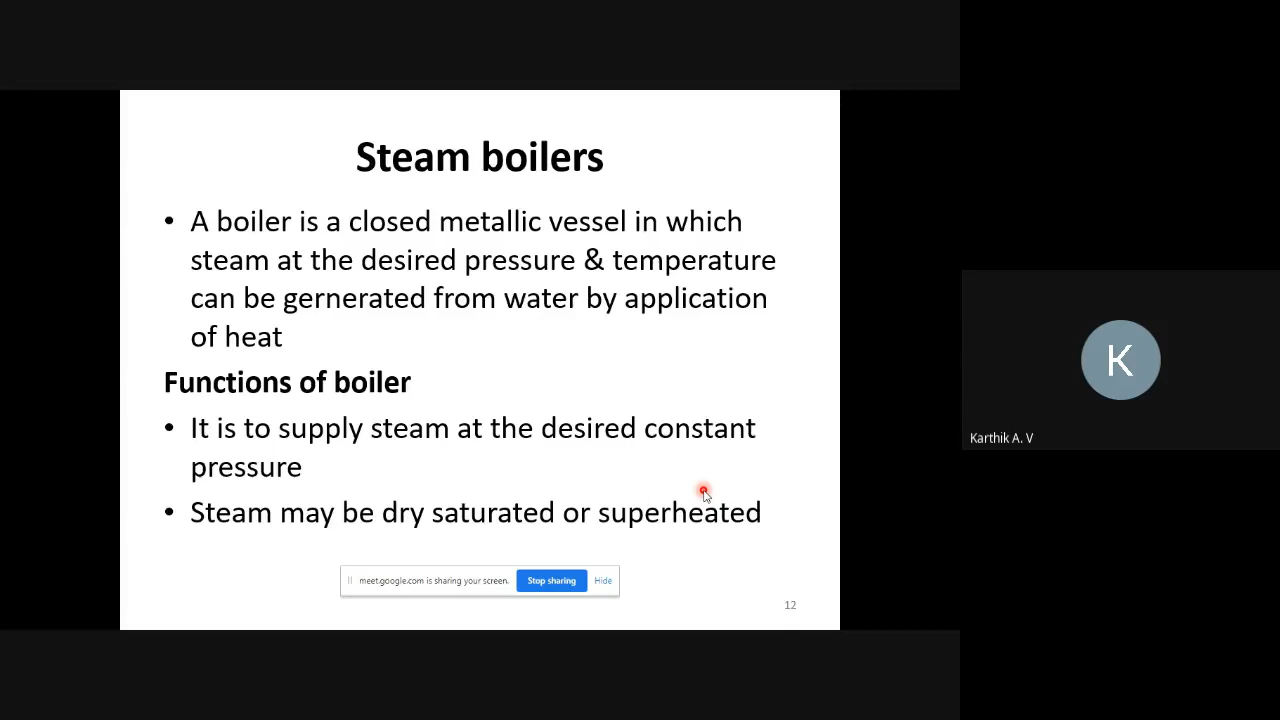 Steam boilers
• A boiler is a closed metallic vessel in which
steam at the desired pressure & temperature
can be gernerated from water by application
of heat
Functions of boiler
• It is to supply steam at the desired constant
pressure
• Steam may be dry saturated or superheated
meet.google.com is sharing your screen. Stop sharing Hide
12
K
Karthik A. V